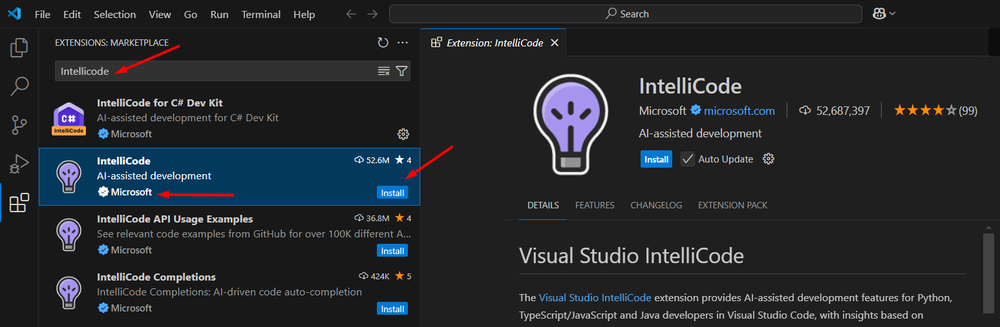 File Edit Selection View Go Run Terminal Help
Search
EXTENSIONS: MARKETPLACE
Intellicode
C#
IntelliCode
IntelliCode for C# Dev Kit
AI-assisted development for C# Dev Kit
Microsoft
IntelliCode 52.6M 4
AI-assisted development
Microsoft Install
IntelliCode API Usage Examples 36.8M 4
See relevant code examples from GitHub for over 100K different A...
Microsoft Install
IntelliCode Completions 424K 5
IntelliCode Completions: AI-driven code auto-completion
Microsoft Install
Extension: IntelliCode
IntelliCode
Microsoft microsoft.com 52,687,397 (99)
AI-assisted development
Install Auto Update
DETAILS FEATURES CHANGELOG EXTENSION PACK
Visual Studio IntelliCode
The Visual Studio IntelliCode extension provides AI-assisted development features for Python,
TypeScript/JavaScript and Java developers in Visual Studio Code, with insights based on